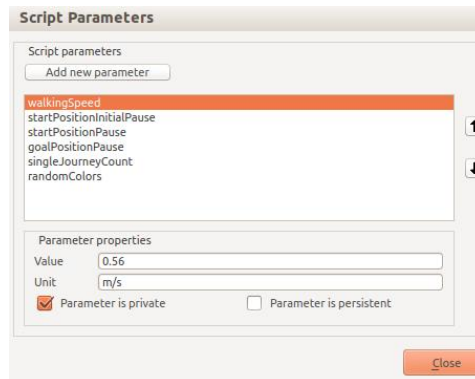 Script Parameters
Script parameters
Add new parameter
walkingSpeed
startPositionInitialPause
startPositionPause
goalPositionPause
singleJourneyCount
randomColors
Parameter properties
Value 0.56
Unit m/s
Parameter is private Parameter is persistent
Close